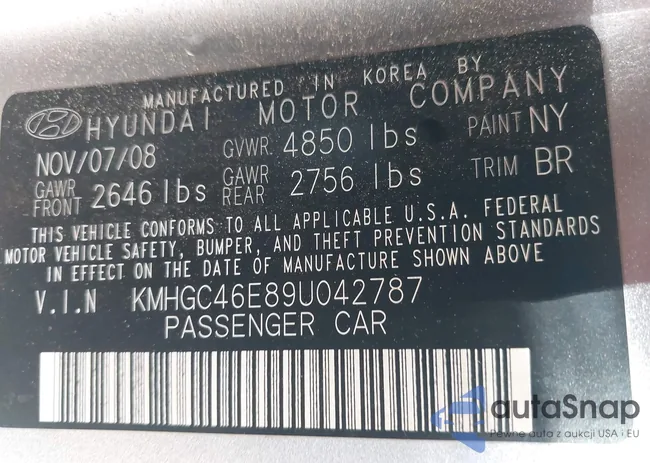 MANUFACTURED IN KOREA BY
HYUNDAI MOTOR COMPANY
NOV/07/08 GVWR 4850 lbs PAINT NY
GAWR FRONT 2646 lbs GAWR REAR 2756 lbs TRIM BR
THIS VEHICLE CONFORMS TO ALL APPLICABLE U.S.A. FEDERAL
MOTOR VEHICLE SAFETY, BUMPER, AND THEFT PREVENTION STANDARDS
IN EFFECT ON THE DATE OF MANUFACTURE SHOWN ABOVE
V.I.N KMHGC46E89U042787
PASSENGER CAR
autaSnap
Pewne auta z aukcji USA i EU